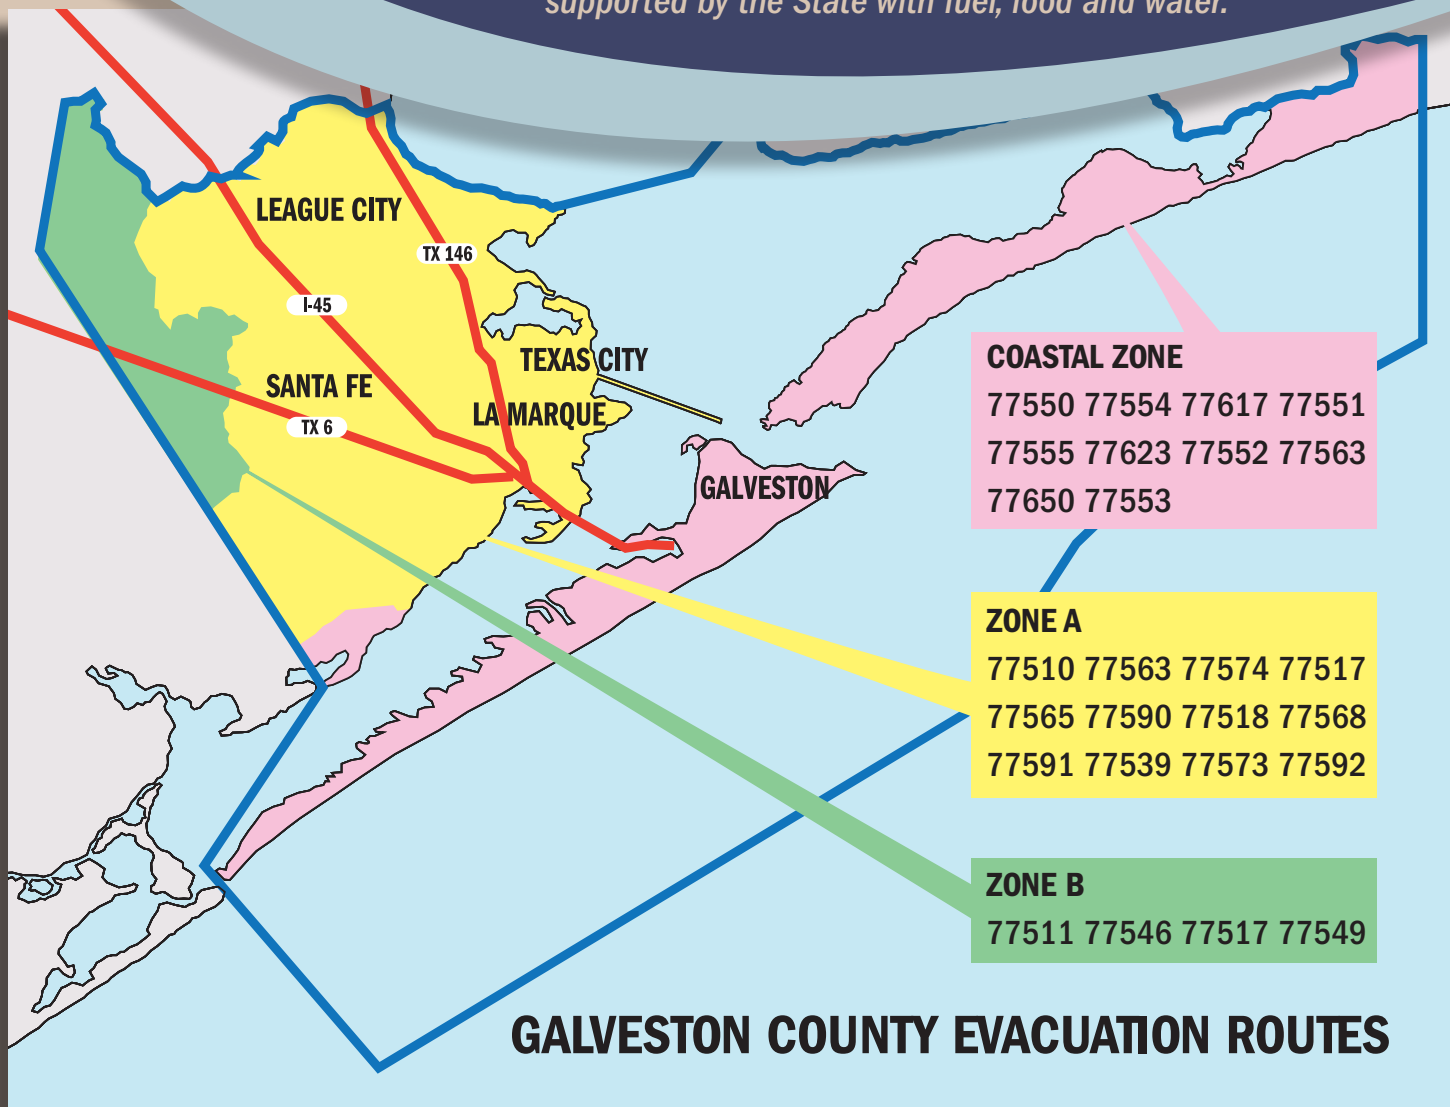 supported by the State with fuel, food and water.
LEAGUE CITY
TX 146
I-45
TEXAS CITY
SANTA FE
LA MARQUE
TX 6
GALVESTON
COASTAL ZONE
77550 77554 77617 77551
77555 77623 77552 77563
77650 77553
ZONE A
77510 77563 77574 77517
77565 77590 77518 77568
77591 77539 77573 77592
ZONE B
77511 77546 77517 77549
GALVESTON COUNTY EVACUATION ROUTES